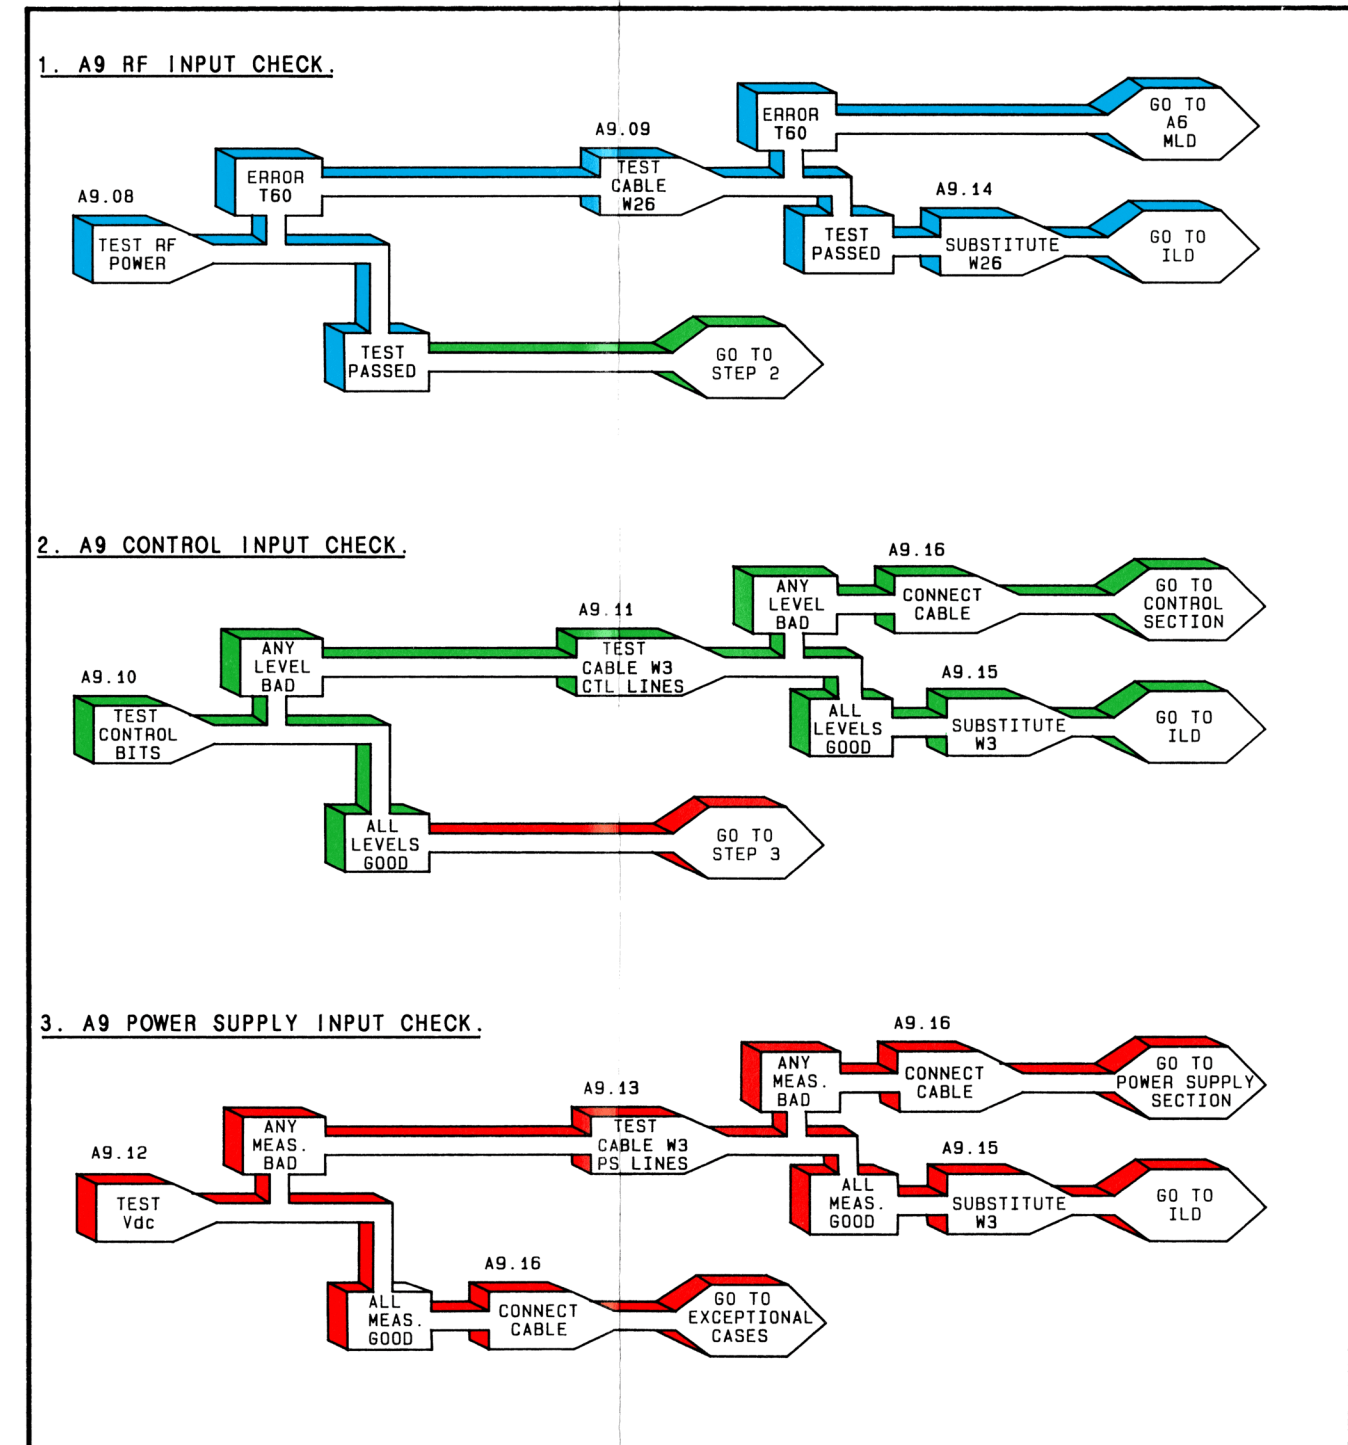 1. A9 RF INPUT CHECK.
A9.08
TEST RF
POWER
ERROR
T60
TEST
PASSED
A9.09
TEST
CABLE
W26
ERROR
T60
GO TO
A6
MLD
TEST
PASSED
A9.14
SUBSTITUTE
W26
GO TO
ILD
GO TO
STEP 2
2. A9 CONTROL INPUT CHECK.
A9.10
TEST
CONTROL
BITS
ANY
LEVEL
BAD
ALL
LEVELS
GOOD
A9.11
TEST
CABLE W3
CTL LINES
ANY
LEVEL
BAD
A9.16
CONNECT
CABLE
GO TO
CONTROL
SECTION
ALL
LEVELS
GOOD
A9.15
SUBSTITUTE
W3
GO TO
ILD
GO TO
STEP 3
3. A9 POWER SUPPLY INPUT CHECK.
A9.12
TEST
Vdc
ANY
MEAS.
BAD
ALL
MEAS.
GOOD
A9.13
TEST
CABLE W3
PS LINES
ANY
MEAS.
BAD
A9.16
CONNECT
CABLE
GO TO
POWER SUPPLY
SECTION
ALL
MEAS.
GOOD
A9.15
SUBSTITUTE
W3
GO TO
ILD
A9.16
CONNECT
CABLE
GO TO
EXCEPTIONAL
CASES